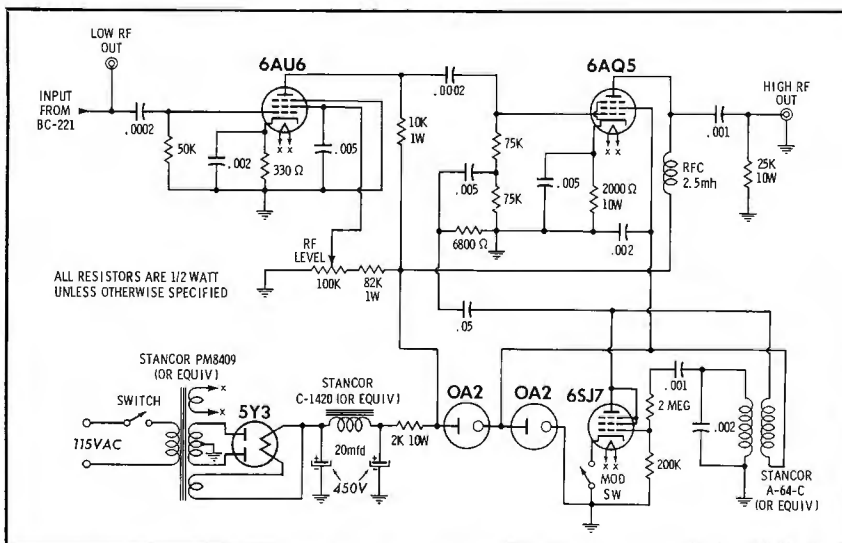 LOW RF
OUT
6AU6
6AQ5
HIGH RF
OUT
INPUT
FROM
BC-221
.0002
.0002
10K
1W
.001
50K
.002
330 Ω
.005
x x
75K
x x
75K
.005
.005
2000 Ω
10W
RFC
2.5mh
25K
10W
6800 Ω
.002
RF
LEVEL
100K
82K
1W
ALL RESISTORS ARE 1/2 WATT
UNLESS OTHERWISE SPECIFIED
.05
STANCOR PM8409
(OR EQUIV)
x
x
SWITCH
5Y3
STANCOR
C-1420 (OR EQUIV)
OA2
OA2
6SJ7
.001
2 MEG
.002
115VAC
20mfd
450V
2K 10W
x x
MOD
SW
200K
STANCOR
A-64-C
(OR EQUIV)